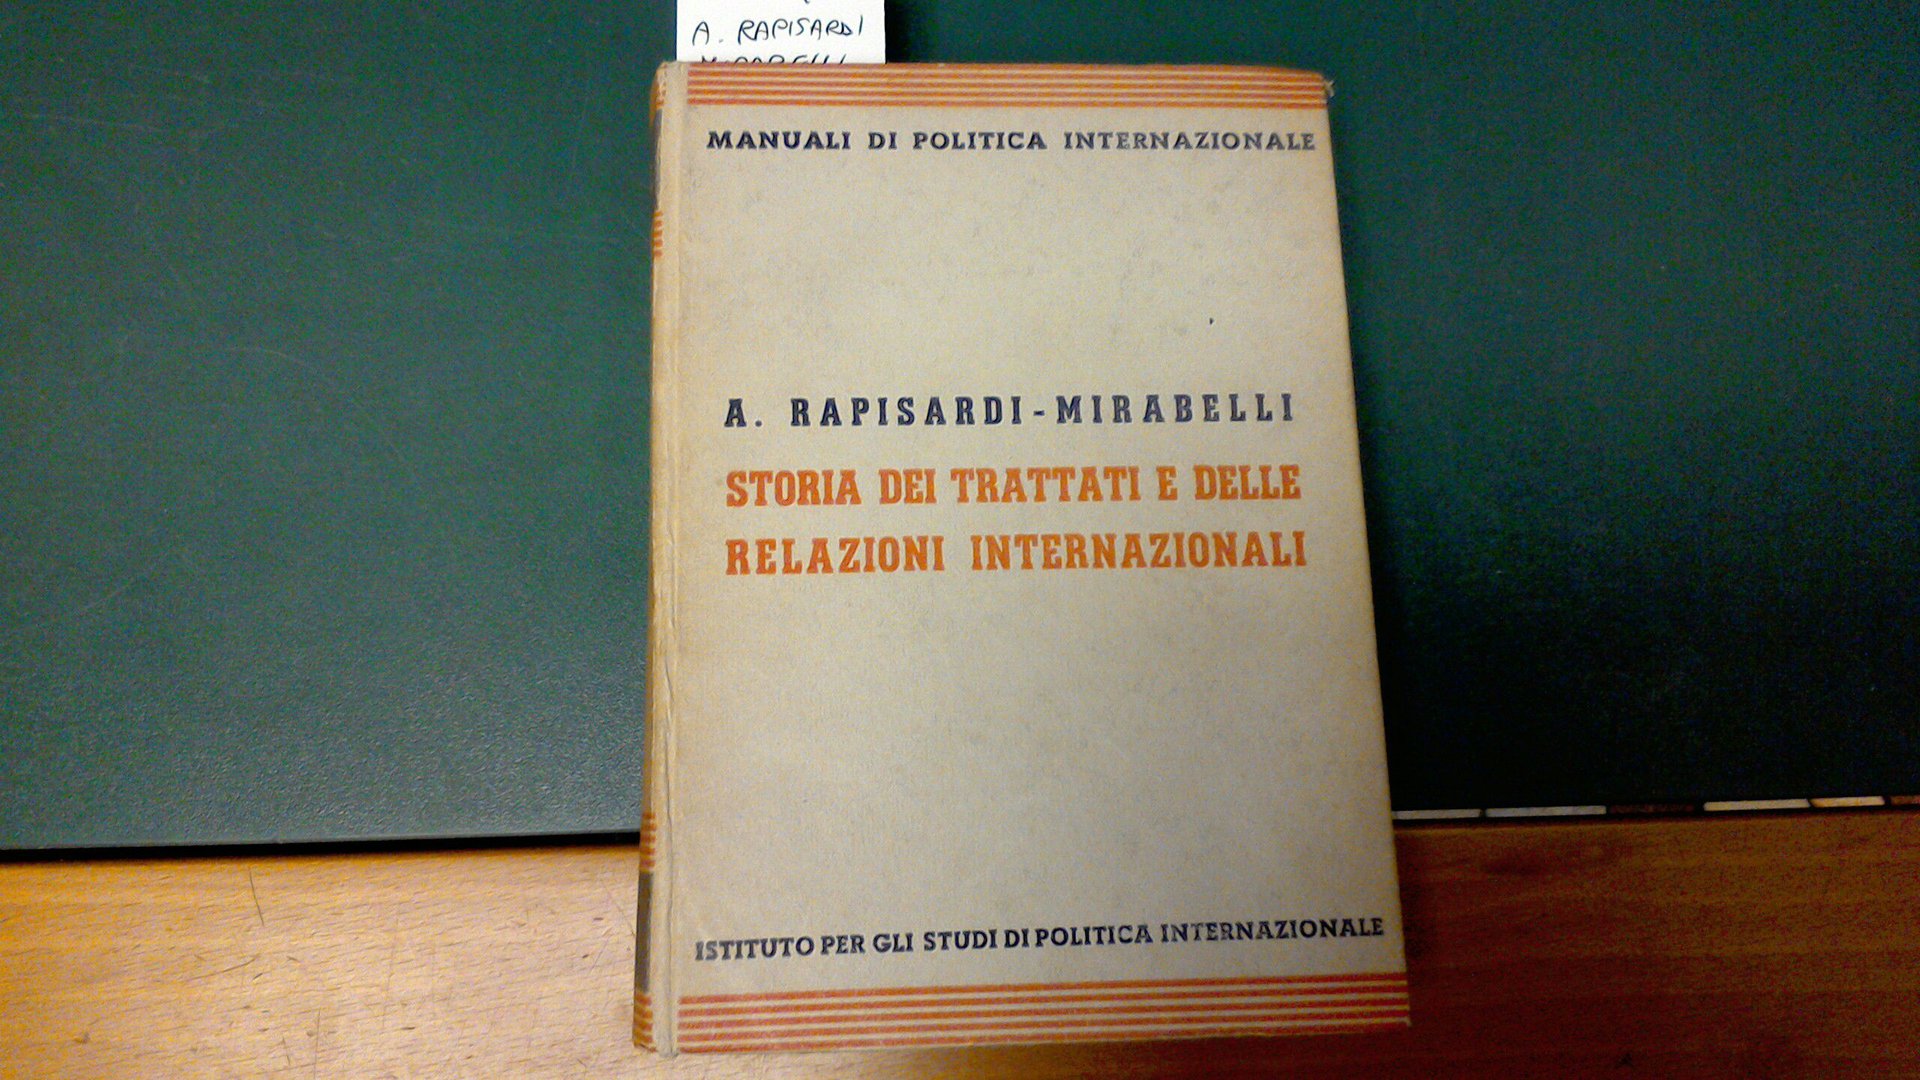 A. RAPISARDI
MANUALI DI POLITICA INTERNAZIONALE
A. RAPISARDI-MIRABELLI
STORIA DEI TRATTATI E DELLE
RELAZIONI INTERNAZIONALI
ISTITUTO PER GLI STUDI DI POLITICA INTERNAZIONALE